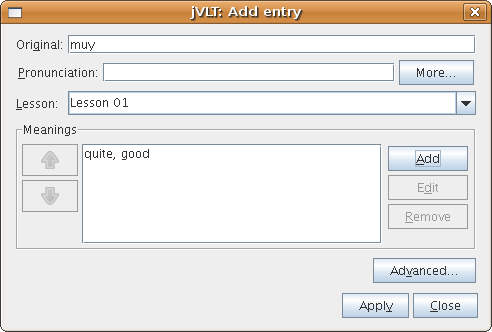 jVLT: Add entry
Original: muy
Pronunciation: More...
Lesson: Lesson 01
Meanings
quite, good
Add
Edit
Remove
Advanced...
Apply Close